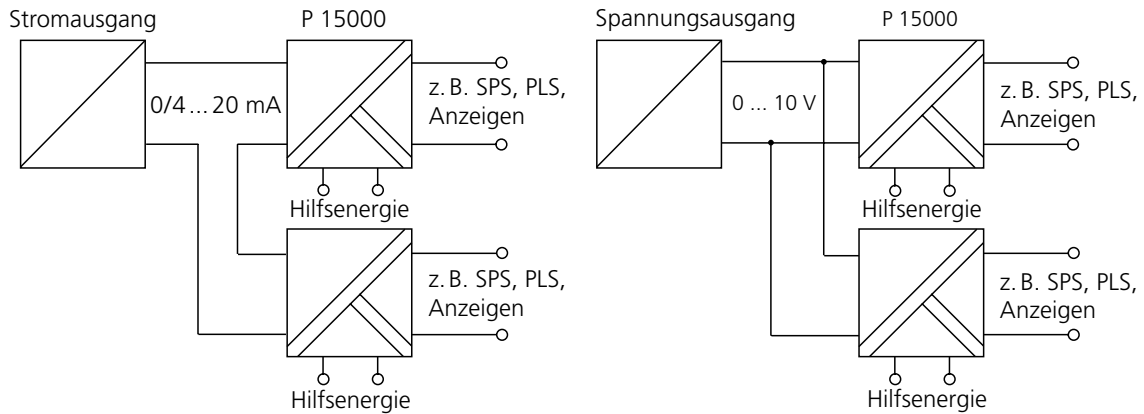 Stromausgang
P 15000
0/4 ... 20 mA
z. B. SPS, PLS,
Anzeigen
Hilfsenergie
z. B. SPS, PLS,
Anzeigen
Hilfsenergie
Spannungsausgang
P 15000
0 ... 10 V
z. B. SPS, PLS,
Anzeigen
Hilfsenergie
z. B. SPS, PLS,
Anzeigen
Hilfsenergie